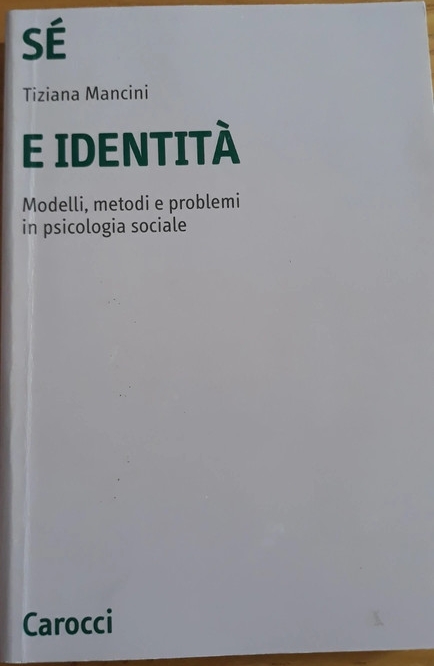 SÉ
Tiziana Mancini
E IDENTITÀ
Modelli, metodi e problemi
in psicologia sociale
Carocci